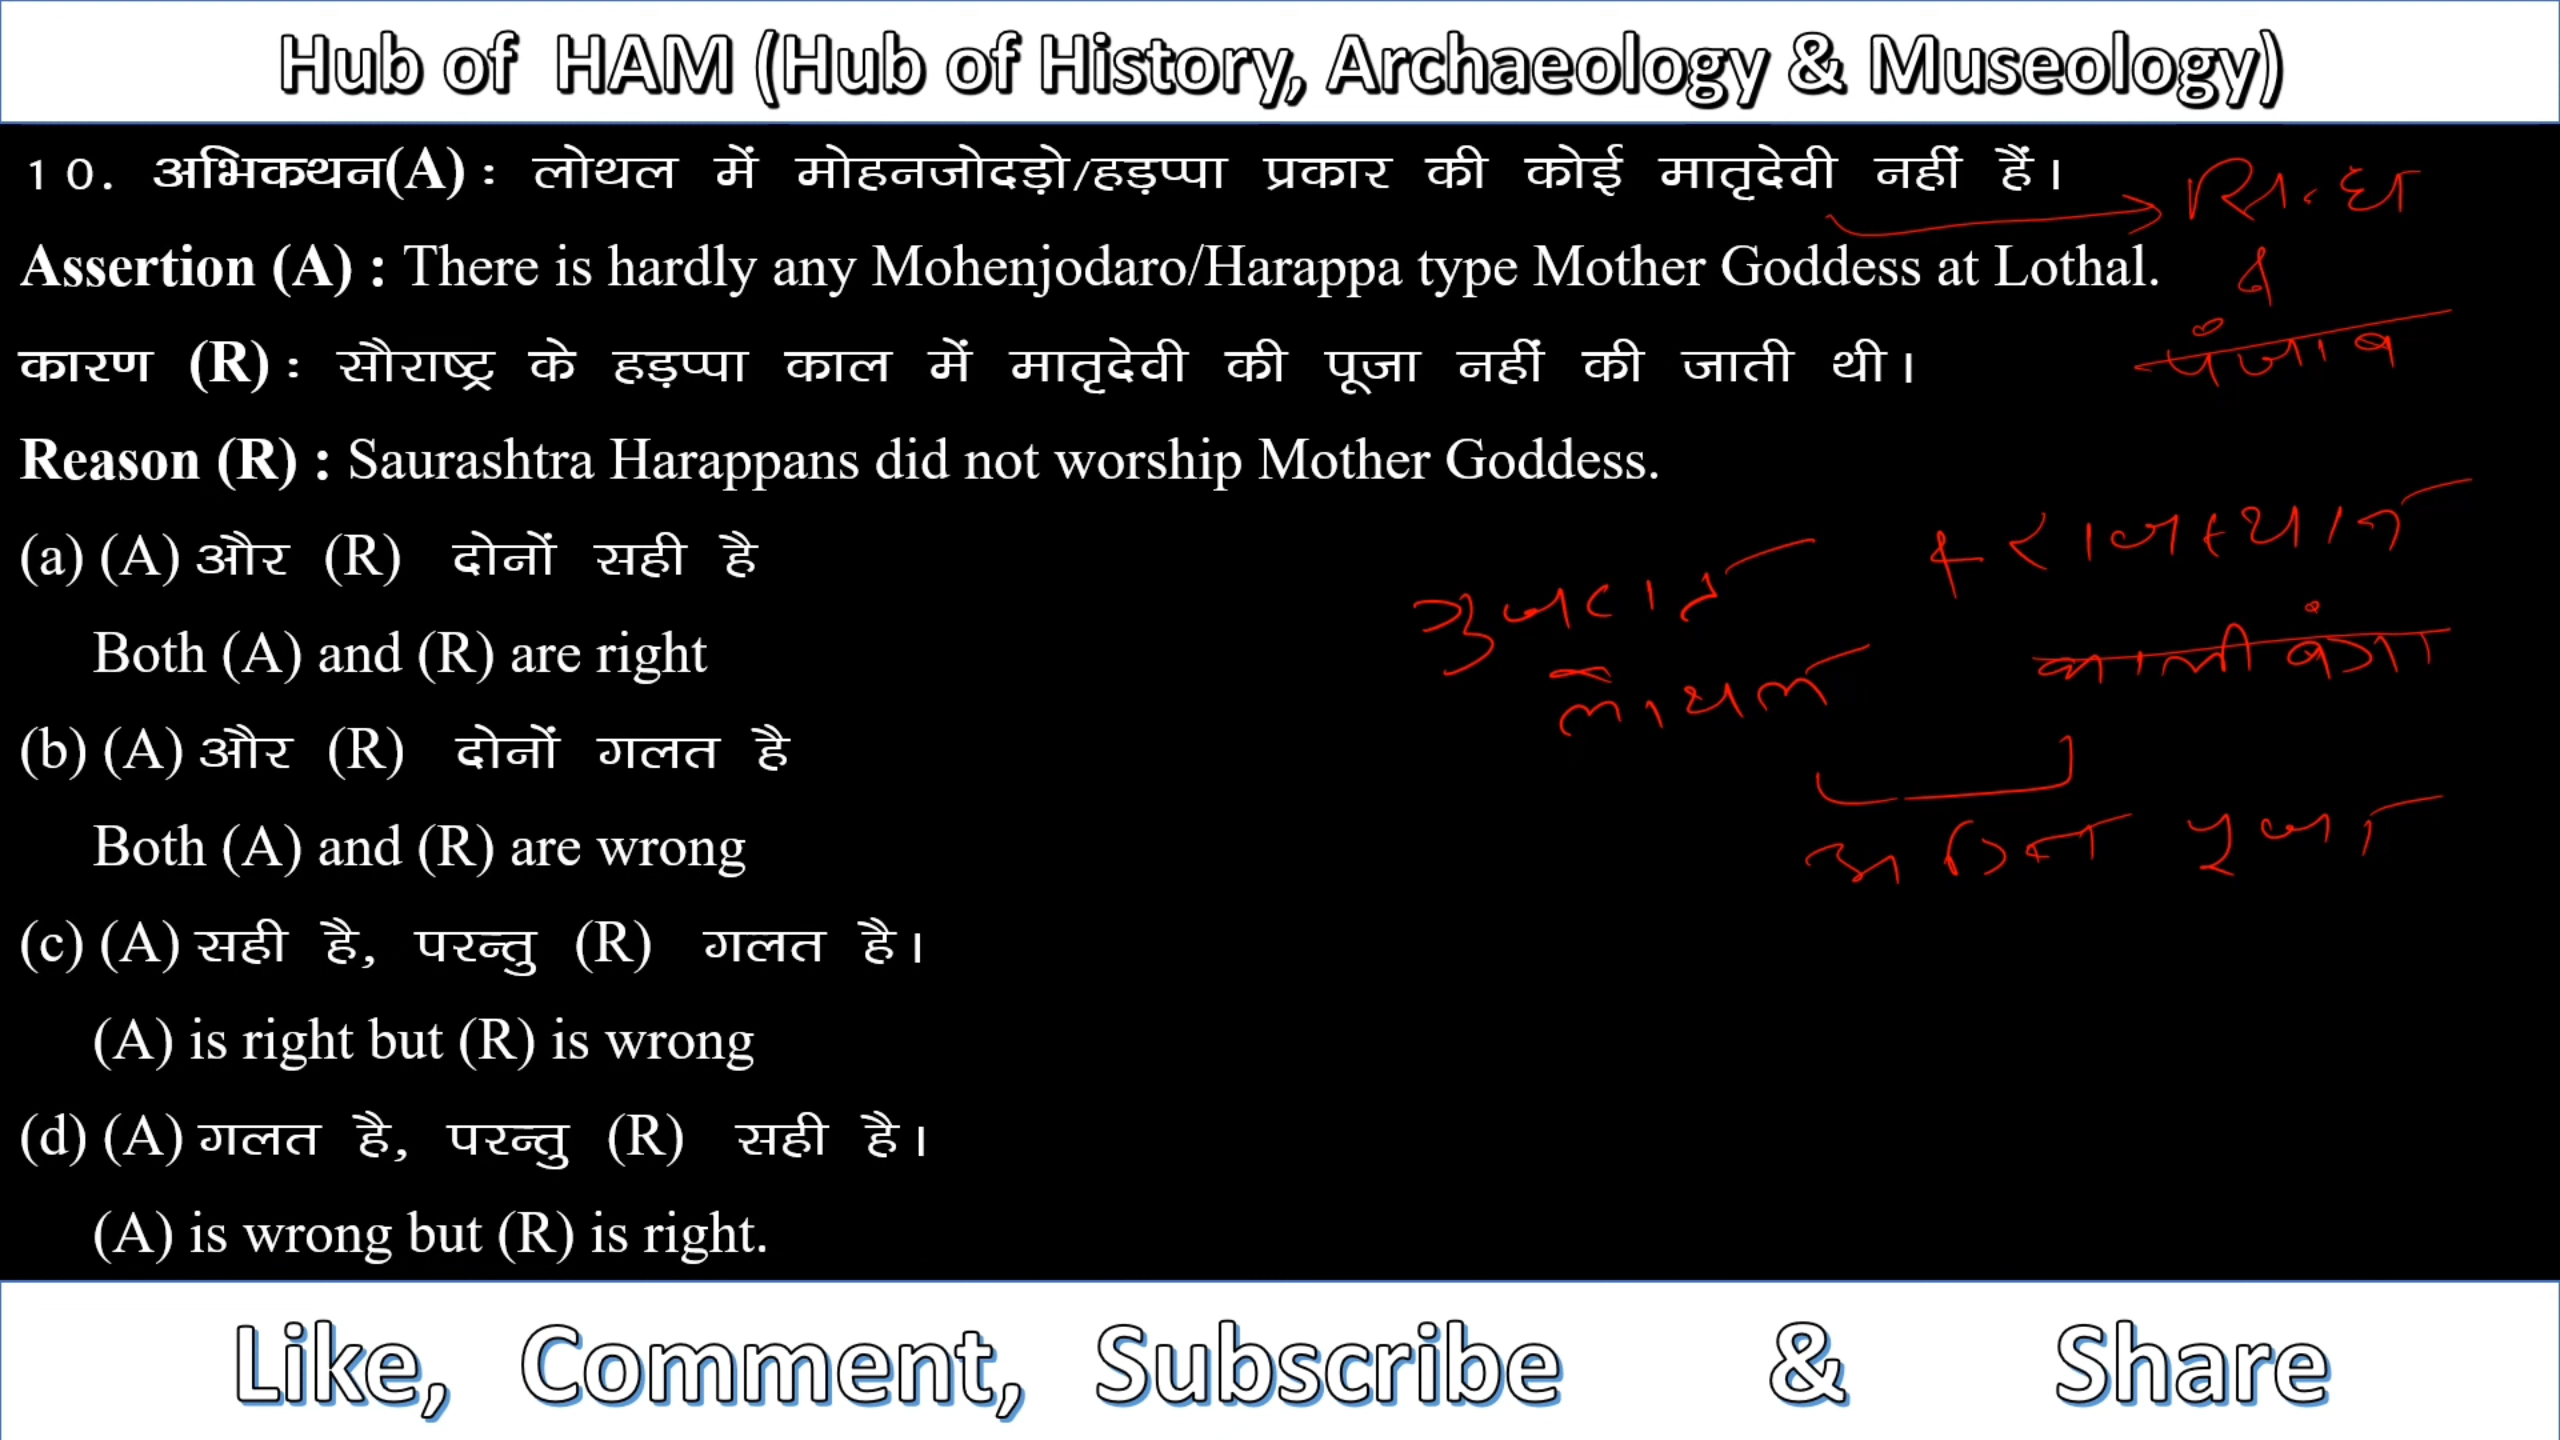 Hub of HAM (Hub of History, Archaeology & Museology)
10. अभिकथन(A): लोथल में मोहनजोदड़ो/हड़प्पा प्रकार की कोई मातृदेवी नहीं हैं।
सिन्ध
व
पंजाब
Assertion (A) : There is hardly any Mohenjodaro/Harappa type Mother Goddess at Lothal.
कारण (R): सौराष्ट्र के हड़प्पा काल में मातृदेवी की पूजा नहीं की जाती थी।
Reason (R) : Saurashtra Harappans did not worship Mother Goddess.
गुजरात + राजस्थान
लोथल कालीबंगा
अग्नि पूजा
(a) (A) और (R) दोनों सही है
Both (A) and (R) are right
(b) (A) और (R) दोनों गलत है
Both (A) and (R) are wrong
(c) (A) सही है, परन्तु (R) गलत है।
(A) is right but (R) is wrong
(d) (A) गलत है, परन्तु (R) सही है।
(A) is wrong but (R) is right.
Like, Comment, Subscribe & Share